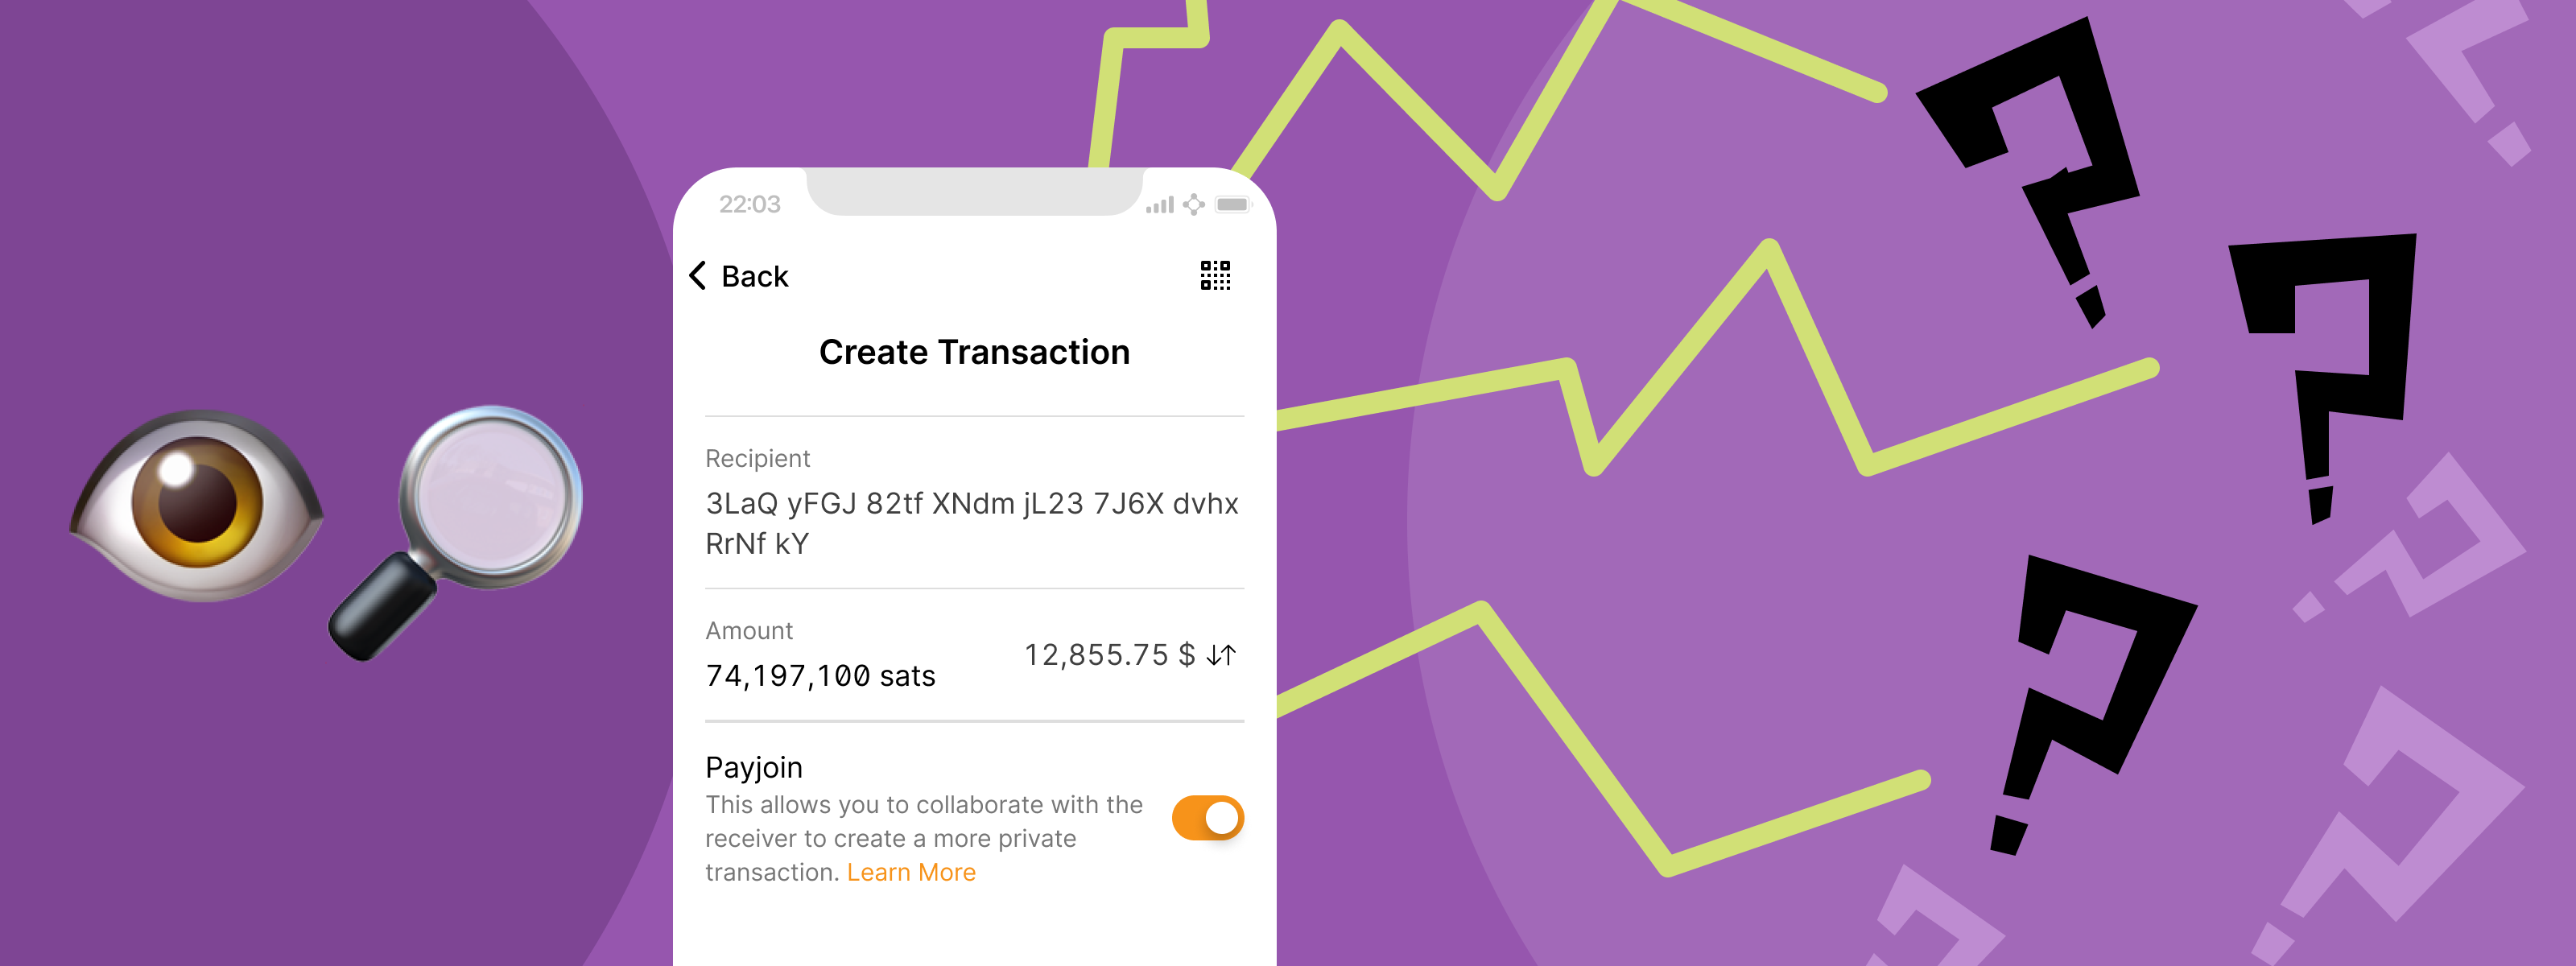 22:03
Back
Create Transaction
Recipient
3LaQ yFGJ 82tf XNdm jL23 7J6X dvhx
RrNf kY
Amount
74,197,100 sats
12,855.75 $
Payjoin
This allows you to collaborate with the
receiver to create a more private
transaction. Learn More
?
?
?
?
?
?
?